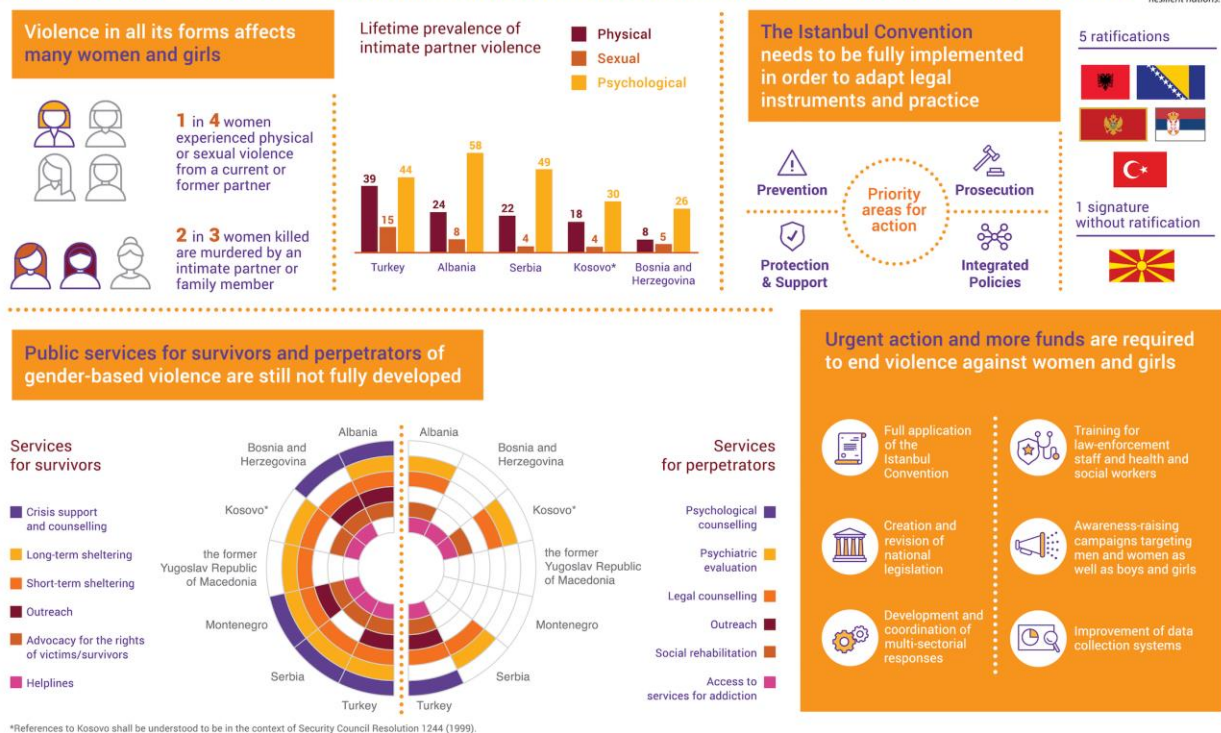 resilient nations.
Violence in all its forms affects
many women and girls
1 in 4 women
experienced physical
or sexual violence
from a current or
former partner
2 in 3 women killed
are murdered by an
intimate partner or
family member
Lifetime prevalence of
intimate partner violence
Physical
Sexual
Psychological
39
15
44
24
8
58
22
4
49
18
4
30
8
5
26
Turkey
Albania
Serbia
Kosovo*
Bosnia and
Herzegovina
The Istanbul Convention
needs to be fully implemented
in order to adapt legal
instruments and practice
Prevention
Prosecution
Priority
areas for
action
Protection
& Support
Integrated
Policies
5 ratifications
1 signature
without ratification
Public services for survivors and perpetrators of
gender-based violence are still not fully developed
Services
for survivors
Crisis support
and counselling
Long-term sheltering
Short-term sheltering
Outreach
Advocacy for the rights
of victims/survivors
Helplines
Albania
Bosnia and
Herzegovina
Kosovo*
the former
Yugoslav Republic
of Macedonia
Montenegro
Serbia
Turkey
Albania
Bosnia and
Herzegovina
Kosovo*
the former
Yugoslav Republic
of Macedonia
Montenegro
Serbia
Turkey
Services
for perpetrators
Psychological
counselling
Psychiatric
evaluation
Legal counselling
Outreach
Social rehabilitation
Access to
services for addiction
Urgent action and more funds are required
to end violence against women and girls
Full application
of the
Istanbul
Convention
Training for
law-enforcement
staff and health and
social workers
Creation and
revision of
national
legislation
Awareness-raising
campaigns targeting
men and women as
well as boys and girls
Development and
coordination of
multi-sectorial
responses
Improvement of data
collection systems
*References to Kosovo shall be understood to be in the context of Security Council Resolution 1244 (1999).